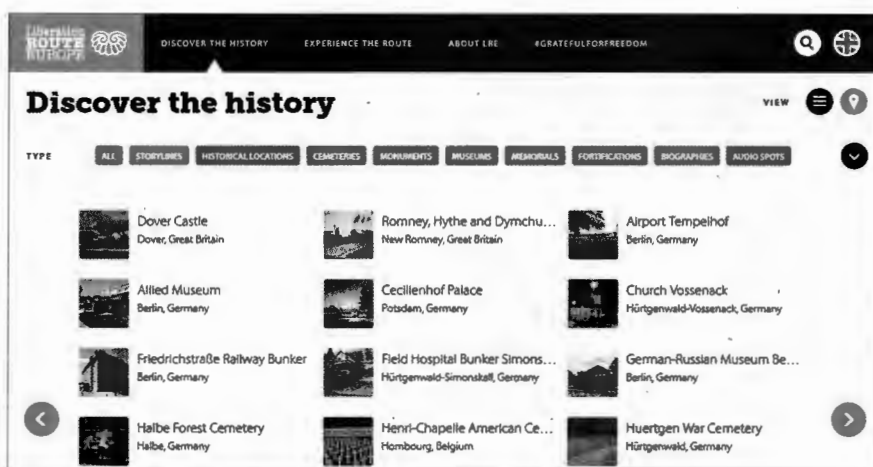 Liberation
ROUTE
EUROPE
DISCOVER THE HISTORY
EXPERIENCE THE ROUTE
ABOUT LRE
#GRATEFULFORFREEDOM
Discover the history
VIEW
TYPE
ALL
STORYLINES
HISTORICAL LOCATIONS
CEMETERIES
MONUMENTS
MUSEUMS
MEMORIALS
FORTIFICATIONS
BIOGRAPHIES
AUDIO SPOTS
Dover Castle
Dover, Great Britain
Romney, Hythe and Dymchu...
New Romney, Great Britain
Airport Tempelhof
Berlin, Germany
Allied Museum
Berlin, Germany
Cecilienhof Palace
Potsdam, Germany
Church Vossenack
Hürtgenwald-Vossenack, Germany
Friedrichstraße Railway Bunker
Berlin, Germany
Field Hospital Bunker Simons...
Hürtgenwald-Simonskall, Germany
German-Russian Museum Be...
Berlin, Germany
Halbe Forest Cemetery
Halbe, Germany
Henri-Chapelle American Ce...
Hombourg, Belgium
Huertgen War Cemetery
Hürtgenwald, Germany